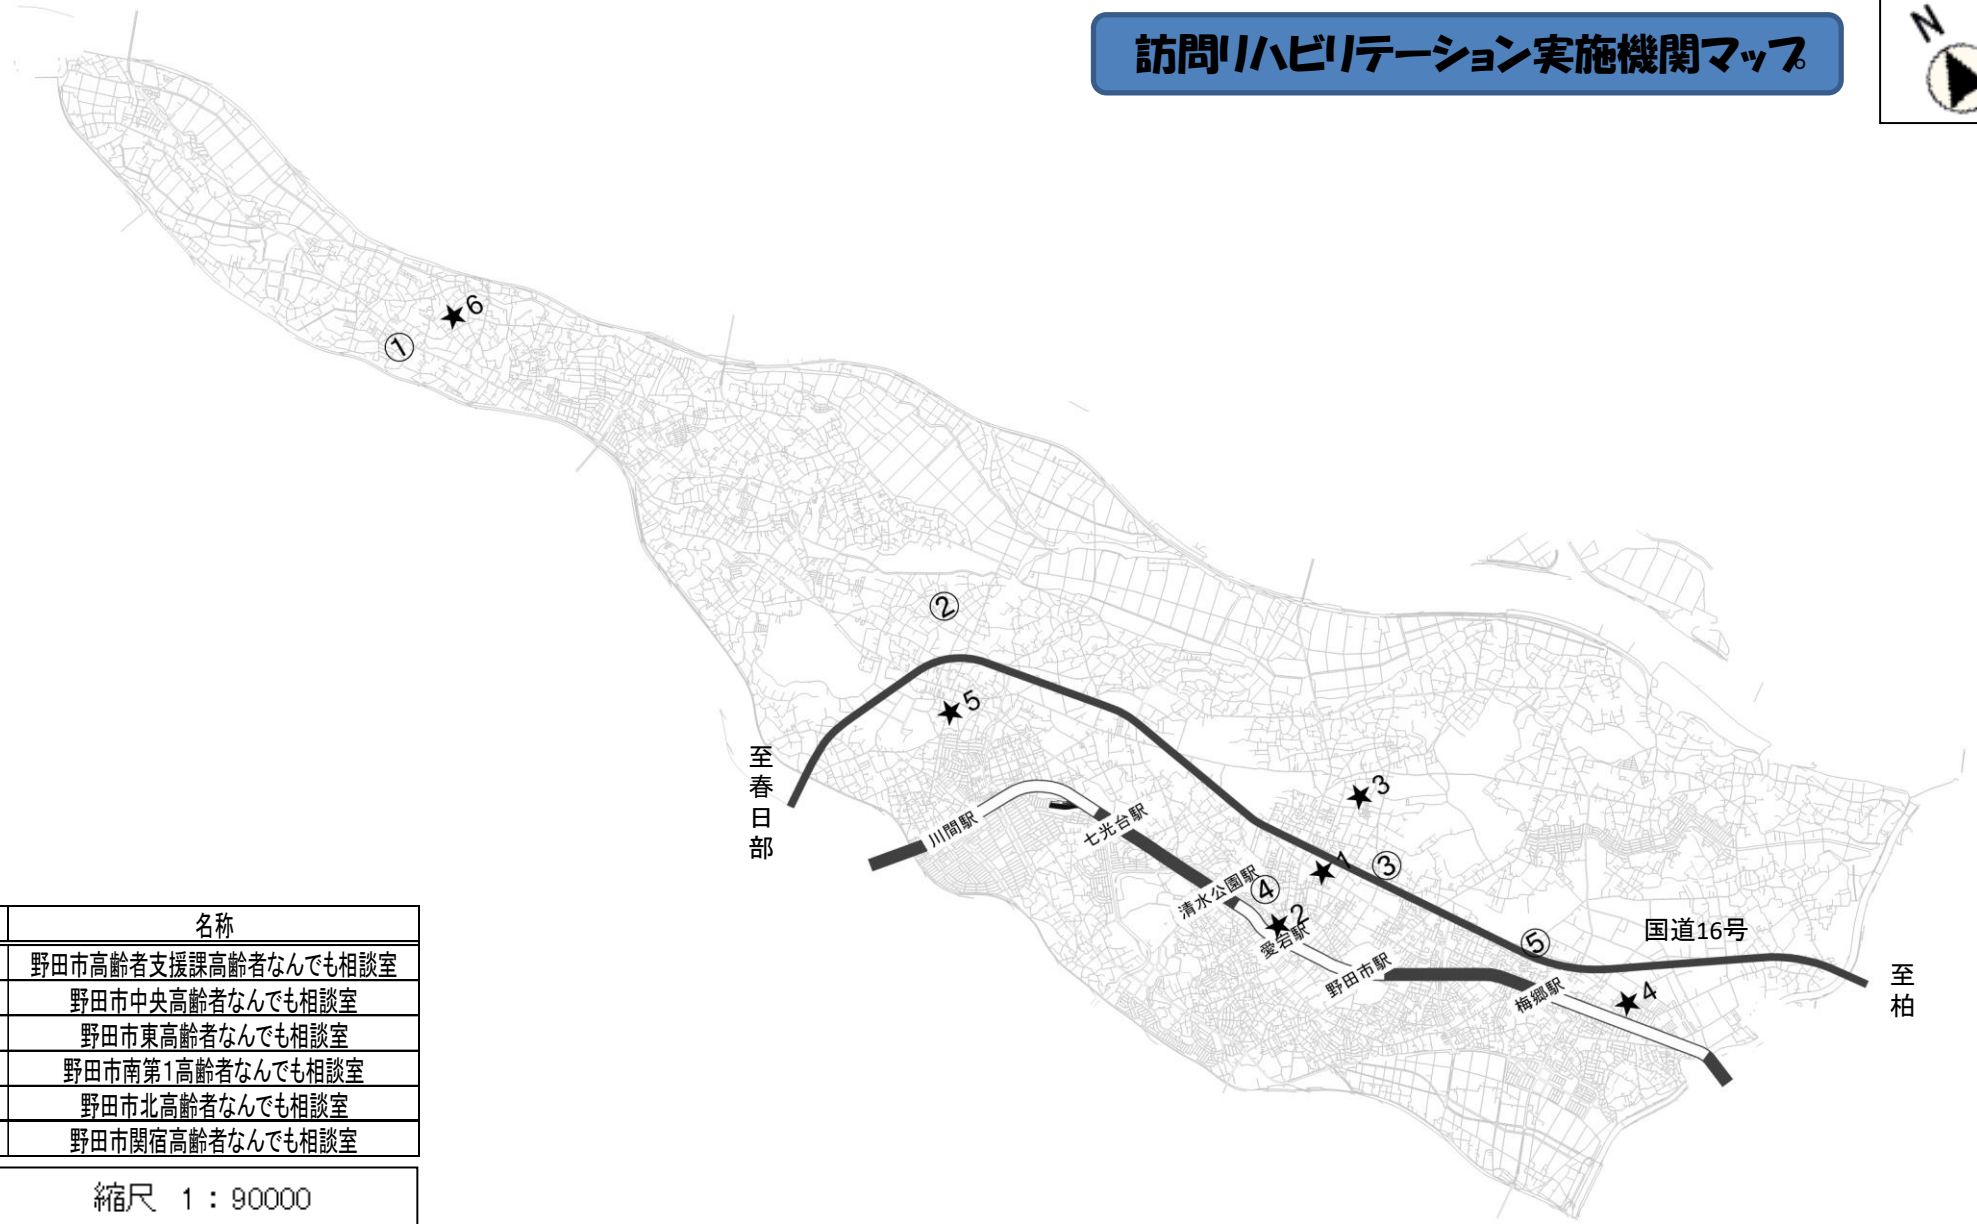 訪問リハビリテーション実施機関マップ
N
★6
①
②
★5
至春日部
川間駅
七光台駅
★3
★1
③
清水公園駅
④
★2
愛宕駅
野田市駅
⑤
国道16号
梅郷駅
★4
至柏
名称
野田市高齢者支援課高齢者なんでも相談室
野田市中央高齢者なんでも相談室
野田市東高齢者なんでも相談室
野田市南第1高齢者なんでも相談室
野田市北高齢者なんでも相談室
野田市関宿高齢者なんでも相談室
縮尺 1：90000